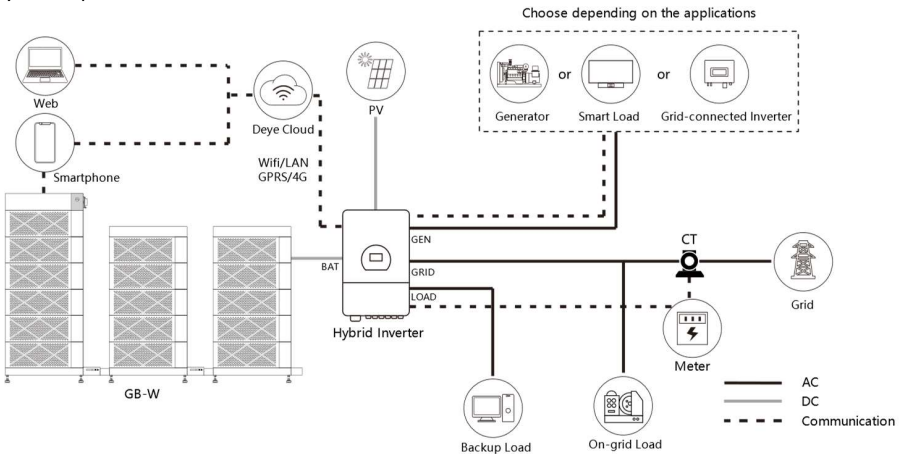 Choose depending on the applications
Web
Deye Cloud
PV
Generator
or
Smart Load
or
Grid-connected Inverter
Smartphone
Wifi/LAN
GPRS/4G
GEN
BAT
GRID
LOAD
CT
Grid
Hybrid Inverter
Meter
GB-W
Backup Load
On-grid Load
AC
DC
Communication